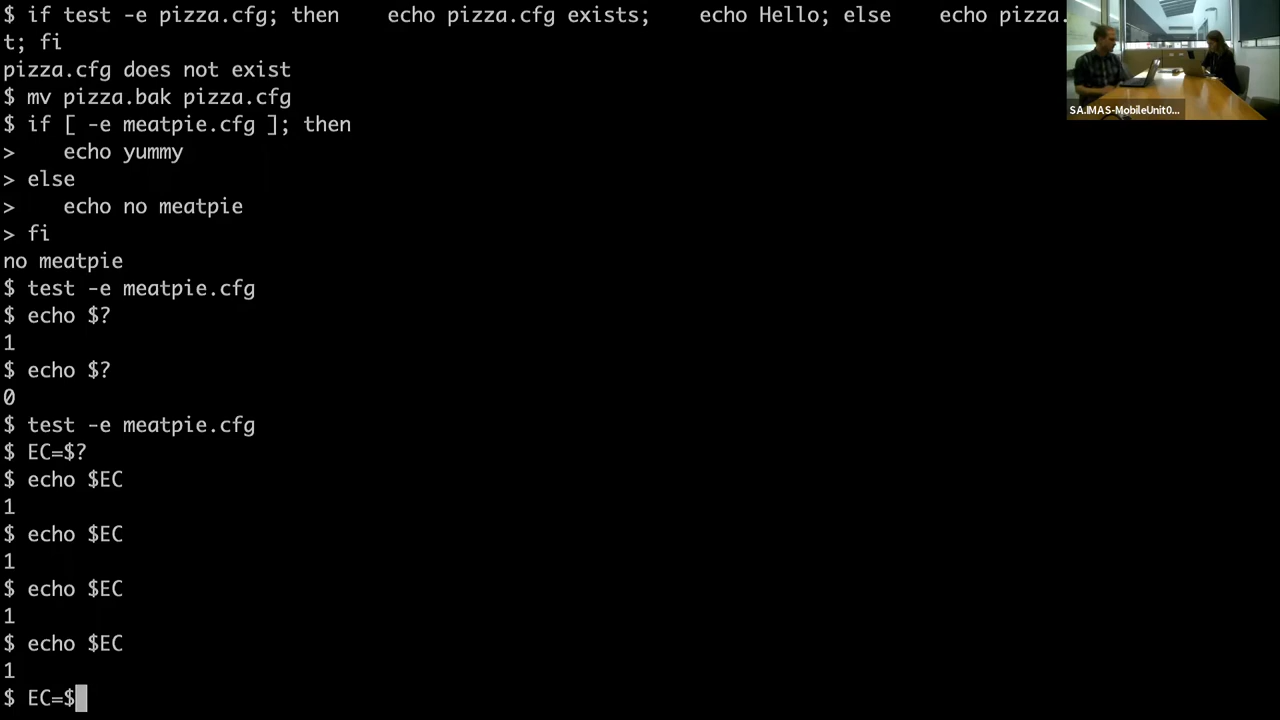 $ if test -e pizza.cfg; then    echo pizza.cfg exists;    echo Hello; else    echo pizza.
t; fi
pizza.cfg does not exist
$ mv pizza.bak pizza.cfg
$ if [ -e meatpie.cfg ]; then
>    echo yummy
> else
>    echo no meatpie
> fi
no meatpie
$ test -e meatpie.cfg
$ echo $?
1
$ echo $?
0
$ test -e meatpie.cfg
$ EC=$?
$ echo $EC
1
$ echo $EC
1
$ echo $EC
1
$ echo $EC
1
$ EC=$
SA.IMAS-MobileUnit0...